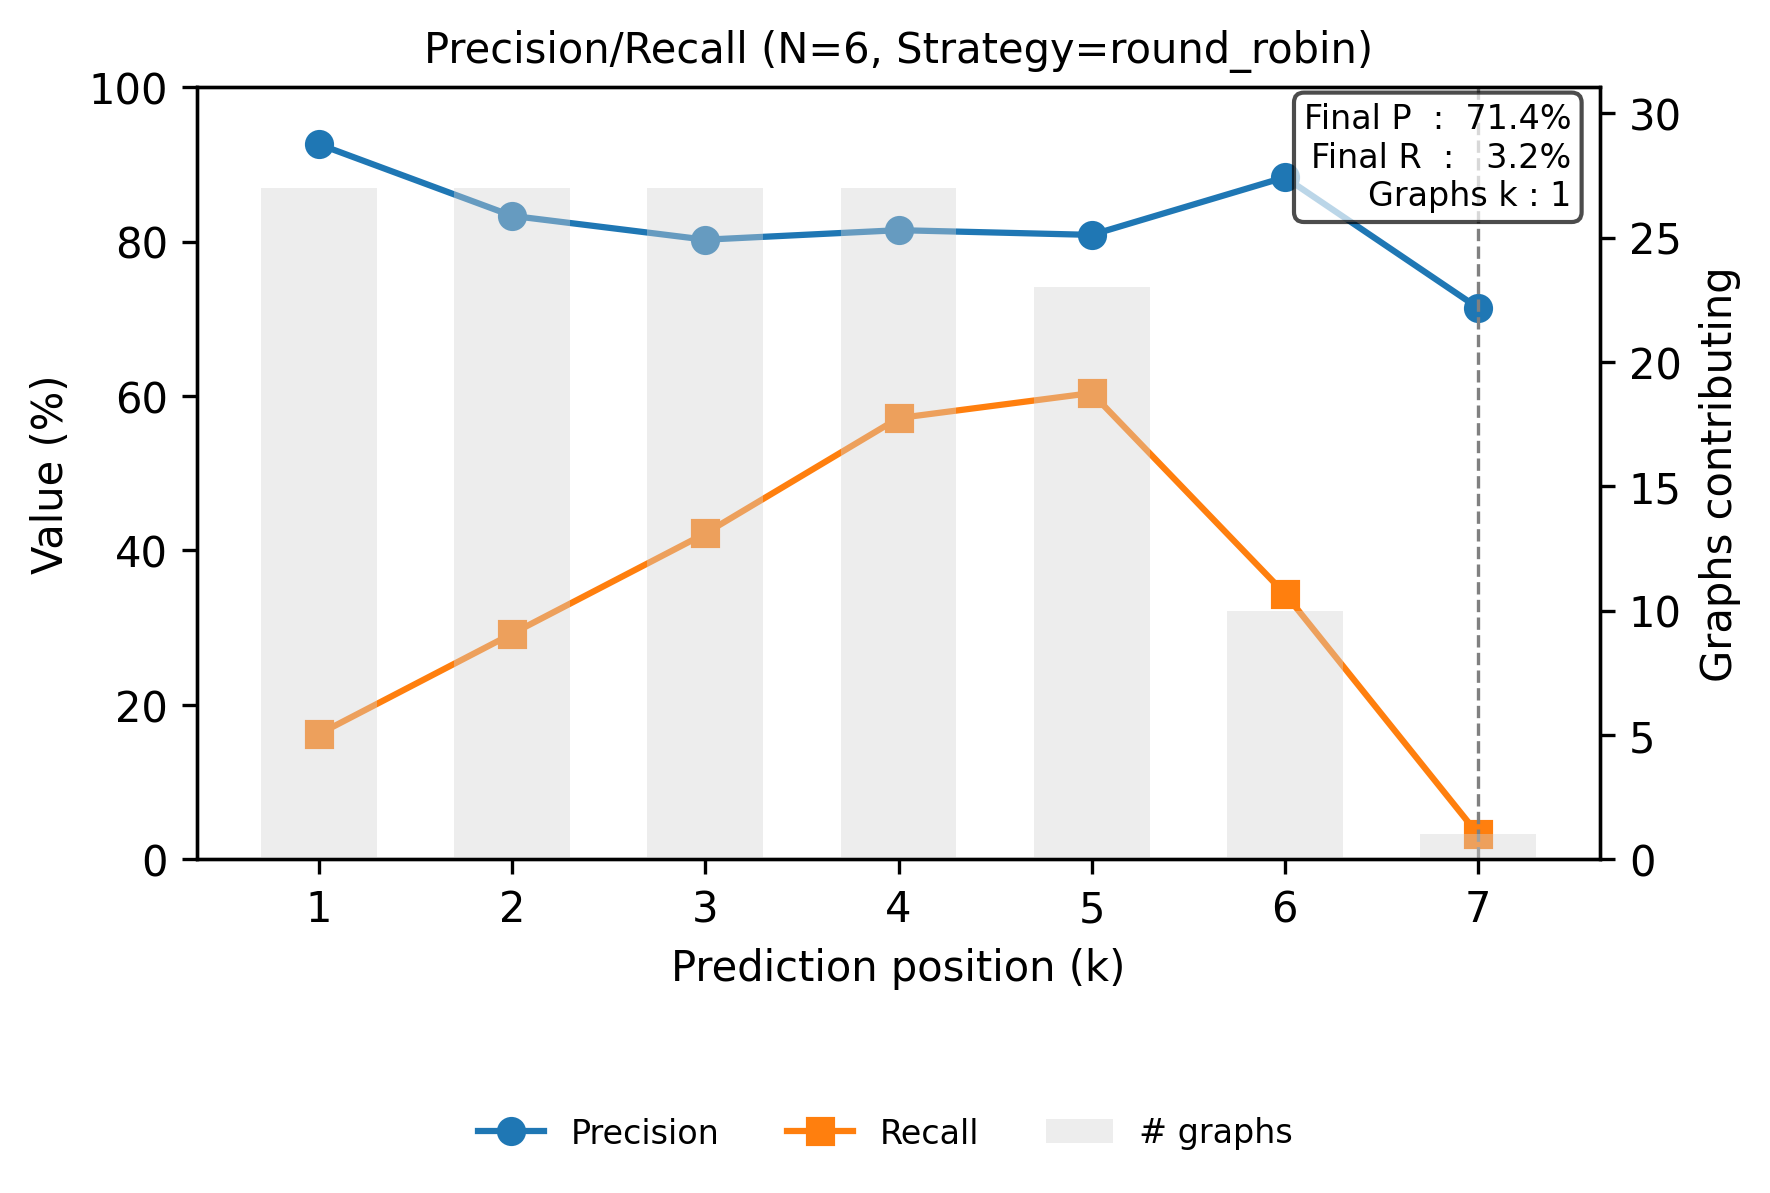 Precision/Recall (N=6, Strategy=round_robin)
Final P : 71.4%
Final R : 3.2%
Graphs k : 1
100
80
60
40
20
0
Value (%)
30
25
20
15
10
5
0
Graphs contributing
1 2 3 4 5 6 7
Prediction position (k)
Precision Recall # graphs